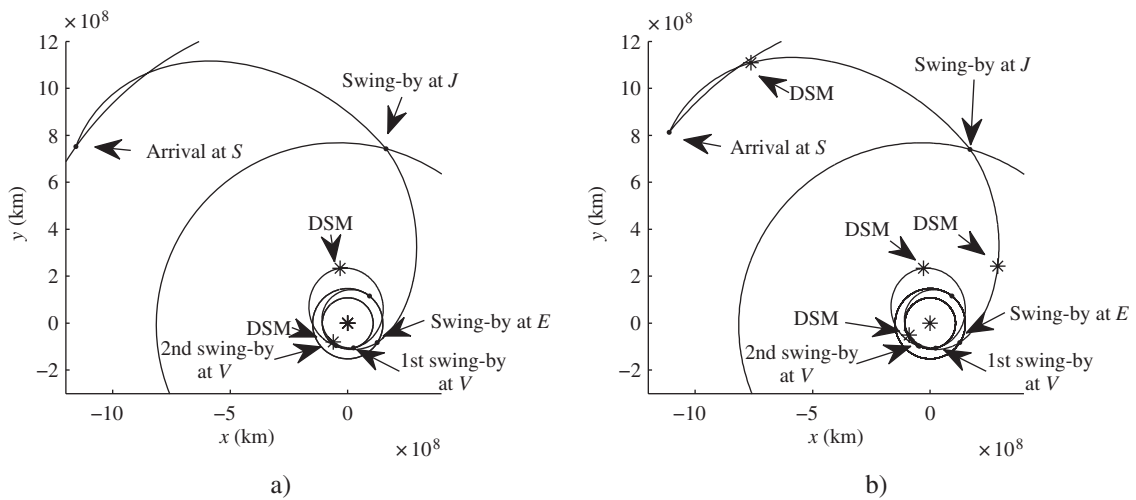 ×10⁸
12
10
8
6
4
2
0
−2
y (km)
Swing-by at J
Arrival at S
DSM
DSM
Swing-by at E
2nd swing-by
at V
1st swing-by
at V
−10
−5
0
x (km)
×10⁸
a)
×10⁸
12
10
8
6
4
2
0
−2
y (km)
Swing-by at J
DSM
Arrival at S
DSM
DSM
DSM
Swing-by at E
2nd swing-by
at V
1st swing-by
at V
−10
−5
0
x (km)
×10⁸
b)